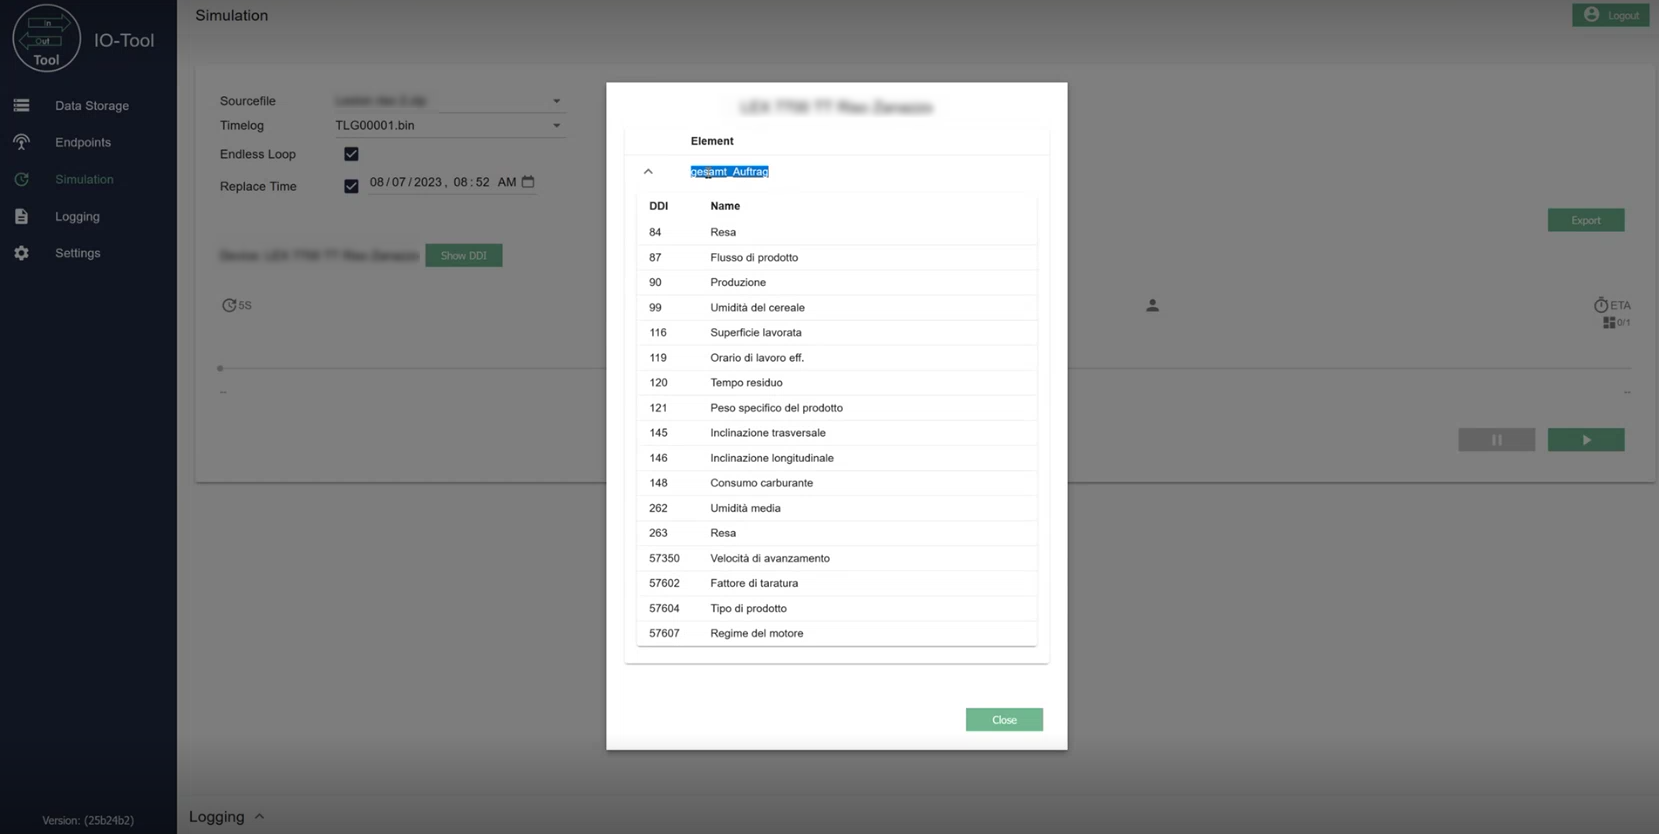 In
Out
Tool
IO-Tool
Data Storage
Endpoints
Simulation
Logging
Settings
Version: (25b24b2)
Simulation
Logout
Sourcefile
Timelog TLG00001.bin
Endless Loop
Replace Time 08/07/2023, 08:52 AM
Show DDI
Export
5S
ETA
0/1
--
--
Element
gesamt_Auftrag
DDI Name
84 Resa
87 Flusso di prodotto
90 Produzione
99 Umidità del cereale
116 Superficie lavorata
119 Orario di lavoro eff.
120 Tempo residuo
121 Peso specifico del prodotto
145 Inclinazione trasversale
146 Inclinazione longitudinale
148 Consumo carburante
262 Umidità media
263 Resa
57350 Velocità di avanzamento
57602 Fattore di taratura
57604 Tipo di prodotto
57607 Regime del motore
Close
Logging